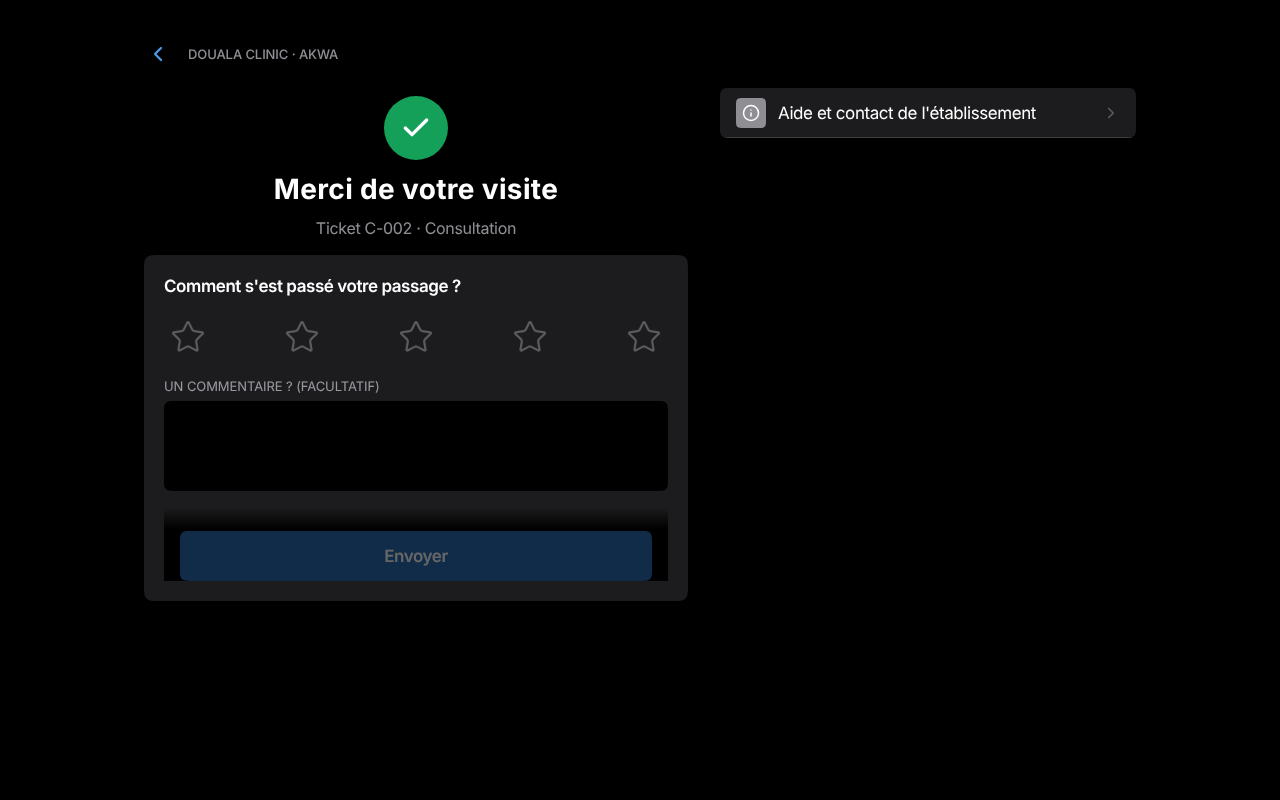 DOUALA CLINIC · AKWA
Merci de votre visite
Ticket C-002 · Consultation
Comment s'est passé votre passage ?
UN COMMENTAIRE ? (FACULTATIF)
Envoyer
Aide et contact de l'établissement